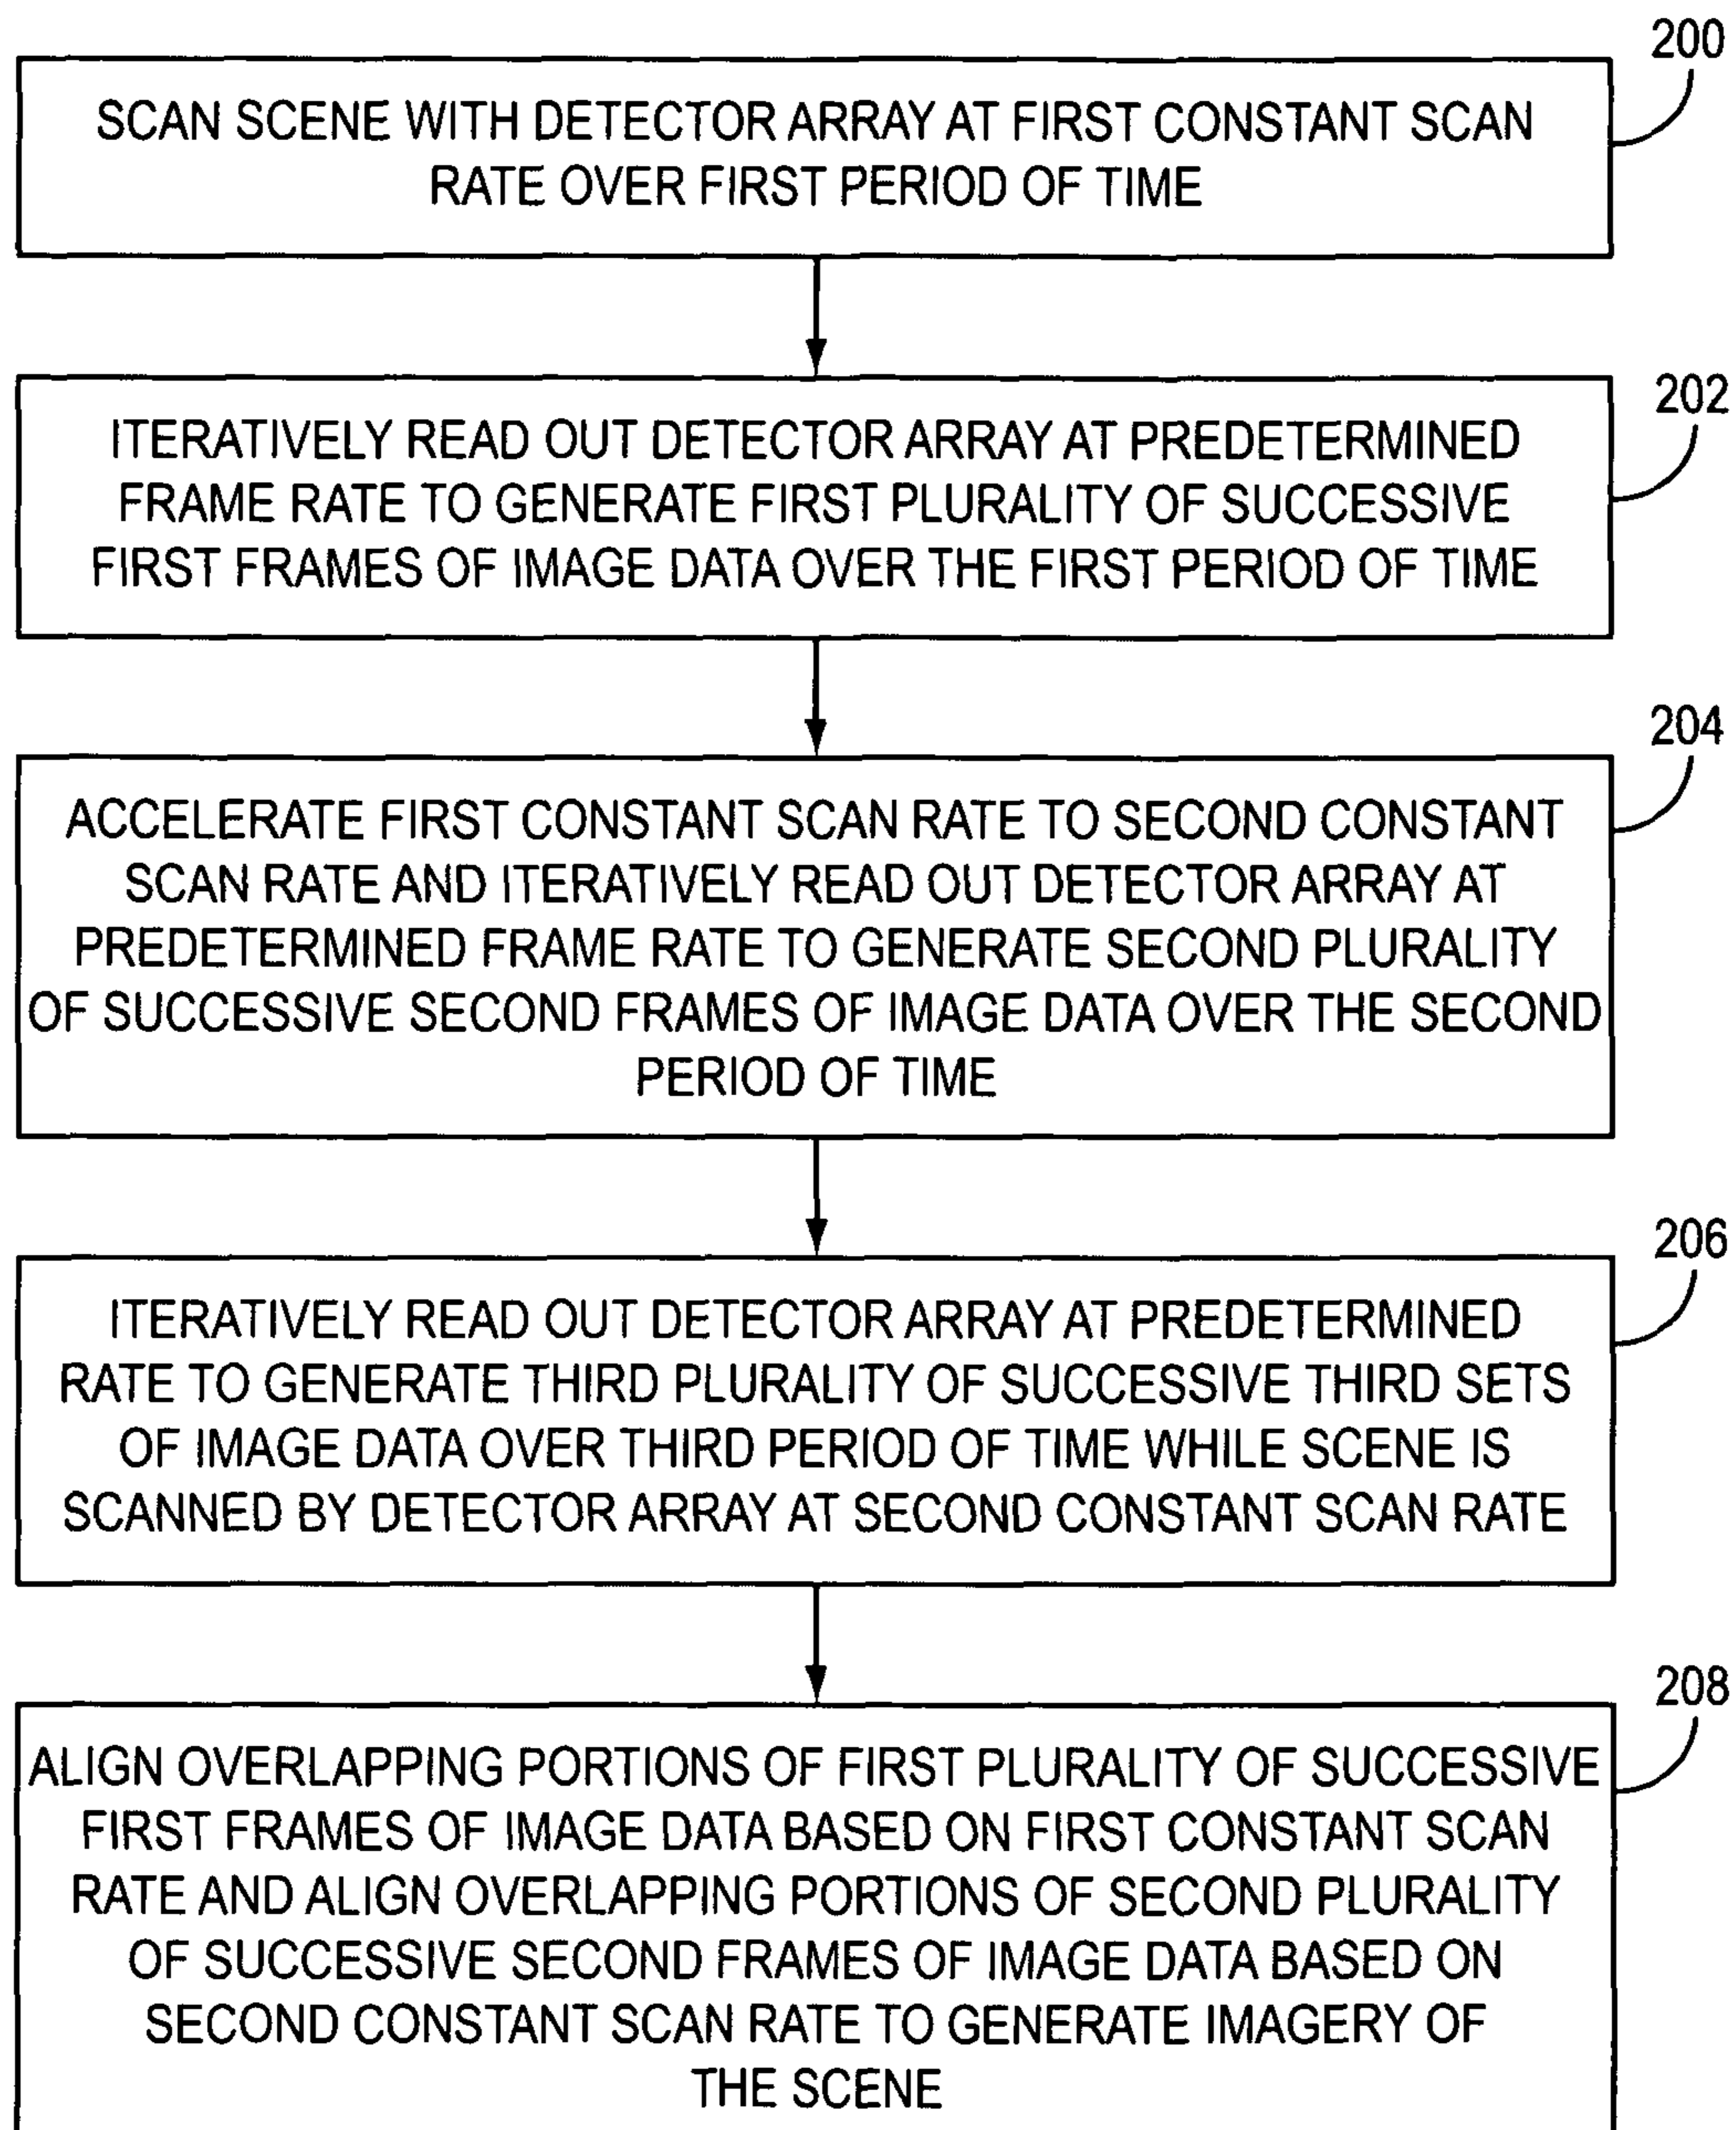 200
SCAN SCENE WITH DETECTOR ARRAY AT FIRST CONSTANT SCAN
RATE OVER FIRST PERIOD OF TIME
202
ITERATIVELY READ OUT DETECTOR ARRAY AT PREDETERMINED
FRAME RATE TO GENERATE FIRST PLURALITY OF SUCCESSIVE
FIRST FRAMES OF IMAGE DATA OVER THE FIRST PERIOD OF TIME
204
ACCELERATE FIRST CONSTANT SCAN RATE TO SECOND CONSTANT
SCAN RATE AND ITERATIVELY READ OUT DETECTOR ARRAY AT
PREDETERMINED FRAME RATE TO GENERATE SECOND PLURALITY
OF SUCCESSIVE SECOND FRAMES OF IMAGE DATA OVER THE SECOND
PERIOD OF TIME
206
ITERATIVELY READ OUT DETECTOR ARRAY AT PREDETERMINED
RATE TO GENERATE THIRD PLURALITY OF SUCCESSIVE THIRD SETS
OF IMAGE DATA OVER THIRD PERIOD OF TIME WHILE SCENE IS
SCANNED BY DETECTOR ARRAY AT SECOND CONSTANT SCAN RATE
208
ALIGN OVERLAPPING PORTIONS OF FIRST PLURALITY OF SUCCESSIVE
FIRST FRAMES OF IMAGE DATA BASED ON FIRST CONSTANT SCAN
RATE AND ALIGN OVERLAPPING PORTIONS OF SECOND PLURALITY
OF SUCCESSIVE SECOND FRAMES OF IMAGE DATA BASED ON
SECOND CONSTANT SCAN RATE TO GENERATE IMAGERY OF
THE SCENE